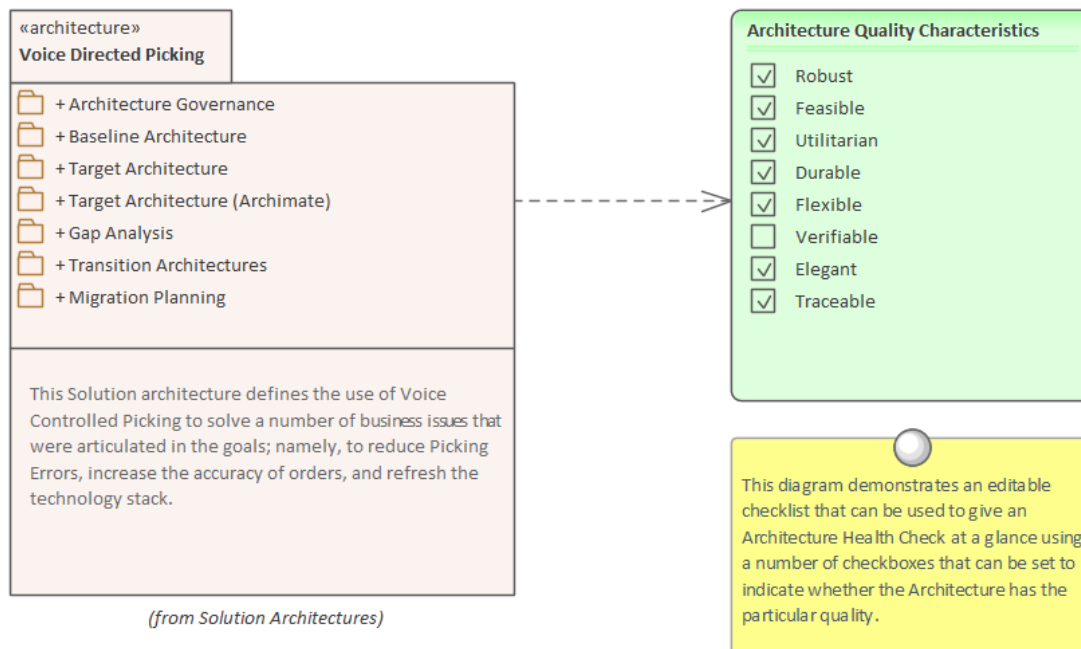 «architecture»
Voice Directed Picking
+ Architecture Governance
+ Baseline Architecture
+ Target Architecture
+ Target Architecture (Archimate)
+ Gap Analysis
+ Transition Architectures
+ Migration Planning
This Solution architecture defines the use of Voice
Controlled Picking to solve a number of business issues that
were articulated in the goals; namely, to reduce Picking
Errors, increase the accuracy of orders, and refresh the
technology stack.
(from Solution Architectures)
Architecture Quality Characteristics
Robust
Feasible
Utilitarian
Durable
Flexible
Verifiable
Elegant
Traceable
This diagram demonstrates an editable
checklist that can be used to give an
Architecture Health Check at a glance using
a number of checkboxes that can be set to
indicate whether the Architecture has the
particular quality.